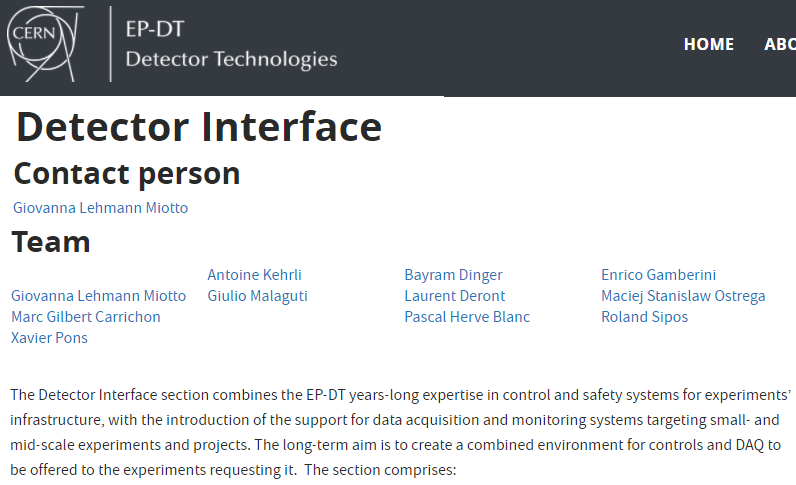 CERN
EP-DT
Detector Technologies
HOME
ABC
Detector Interface
Contact person
Giovanna Lehmann Miotto
Team
Antoine Kehrli Bayram Dinger Enrico Gamberini
Giovanna Lehmann Miotto Giulio Malaguti Laurent Deront Maciej Stanislaw Ostrega
Marc Gilbert Carrichon Pascal Herve Blanc Roland Sipos
Xavier Pons
The Detector Interface section combines the EP-DT years-long expertise in control and safety systems for experiments'
infrastructure, with the introduction of the support for data acquisition and monitoring systems targeting small- and
mid-scale experiments and projects. The long-term aim is to create a combined environment for controls and DAQ to
be offered to the experiments requesting it. The section comprises: